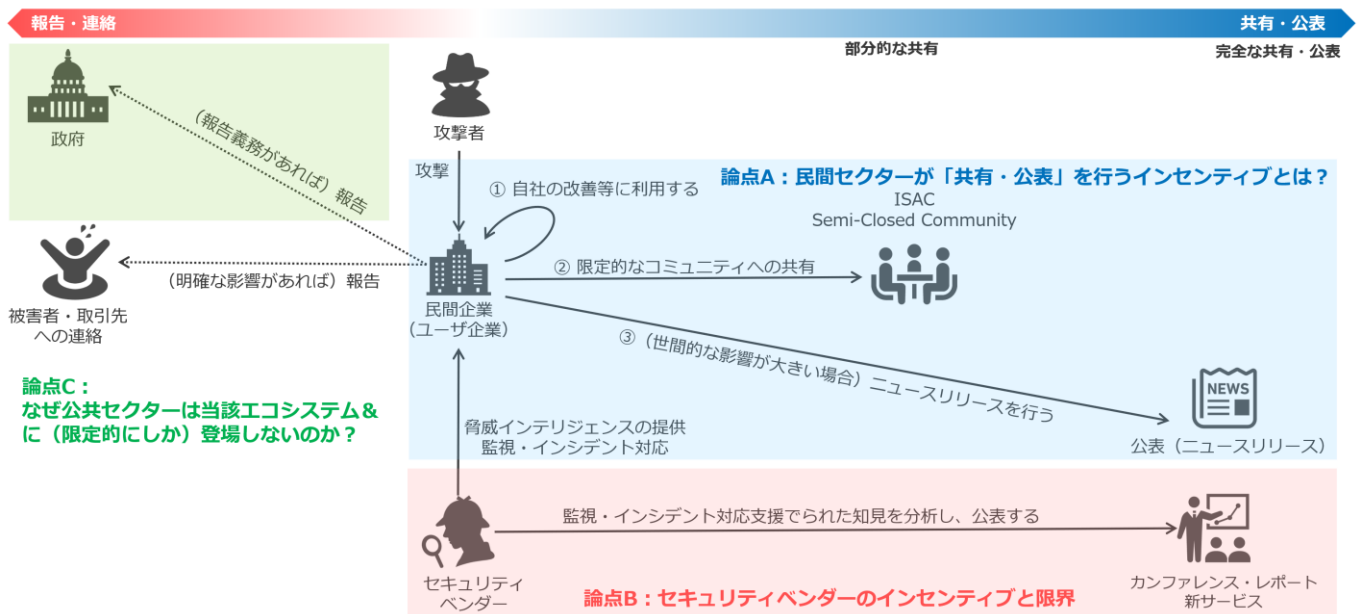 報告・連絡
共有・公表
部分的な共有
完全な共有・公表
政府
(報告義務があれば)報告
攻撃者
攻撃
① 自社の改善等に利用する
論点A：民間セクターが「共有・公表」を行うインセンティブとは？
ISAC
Semi-Closed Community
② 限定的なコミュニティへの共有
(明確な影響があれば)報告
民間企業
(ユーザ企業)
被害者・取引先
への連絡
③（世間的な影響が大きい場合）ニュースリリースを行う
NEWS
公表（ニュースリリース）
論点C：
なぜ公共セクターは当該エコシステム&
に（限定的にしか）登場しないのか？
脅威インテリジェンスの提供
監視・インシデント対応
監視・インシデント対応支援でられた知見を分析し、公表する
セキュリティ
ベンダー
カンファレンス・レポート
新サービス
論点B：セキュリティベンダーのインセンティブと限界